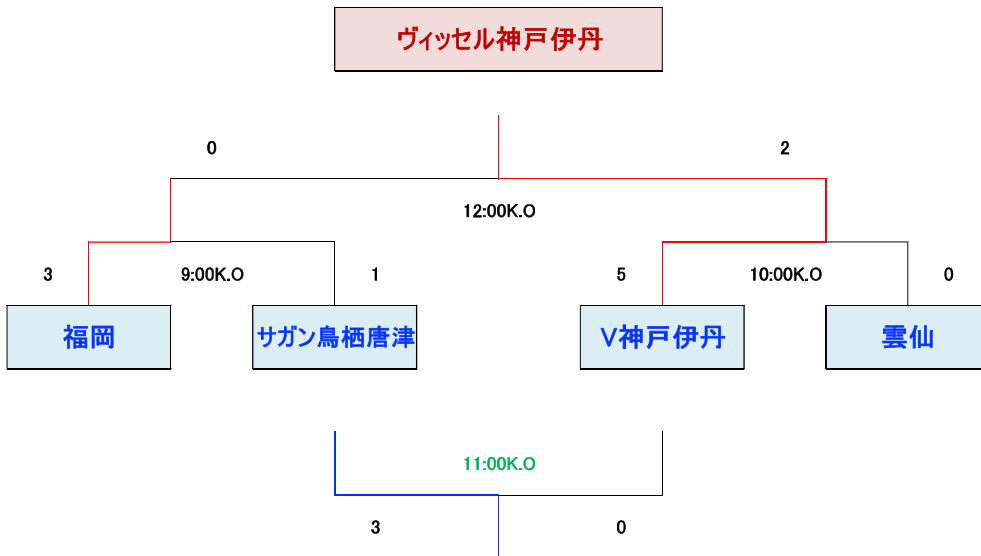 ヴィッセル神戸伊丹
0
2
12:00K.O
3
9:00K.O
1
5
10:00K.O
0
福岡
サガン鳥栖唐津
V神戸伊丹
雲仙
11:00K.O
3
0